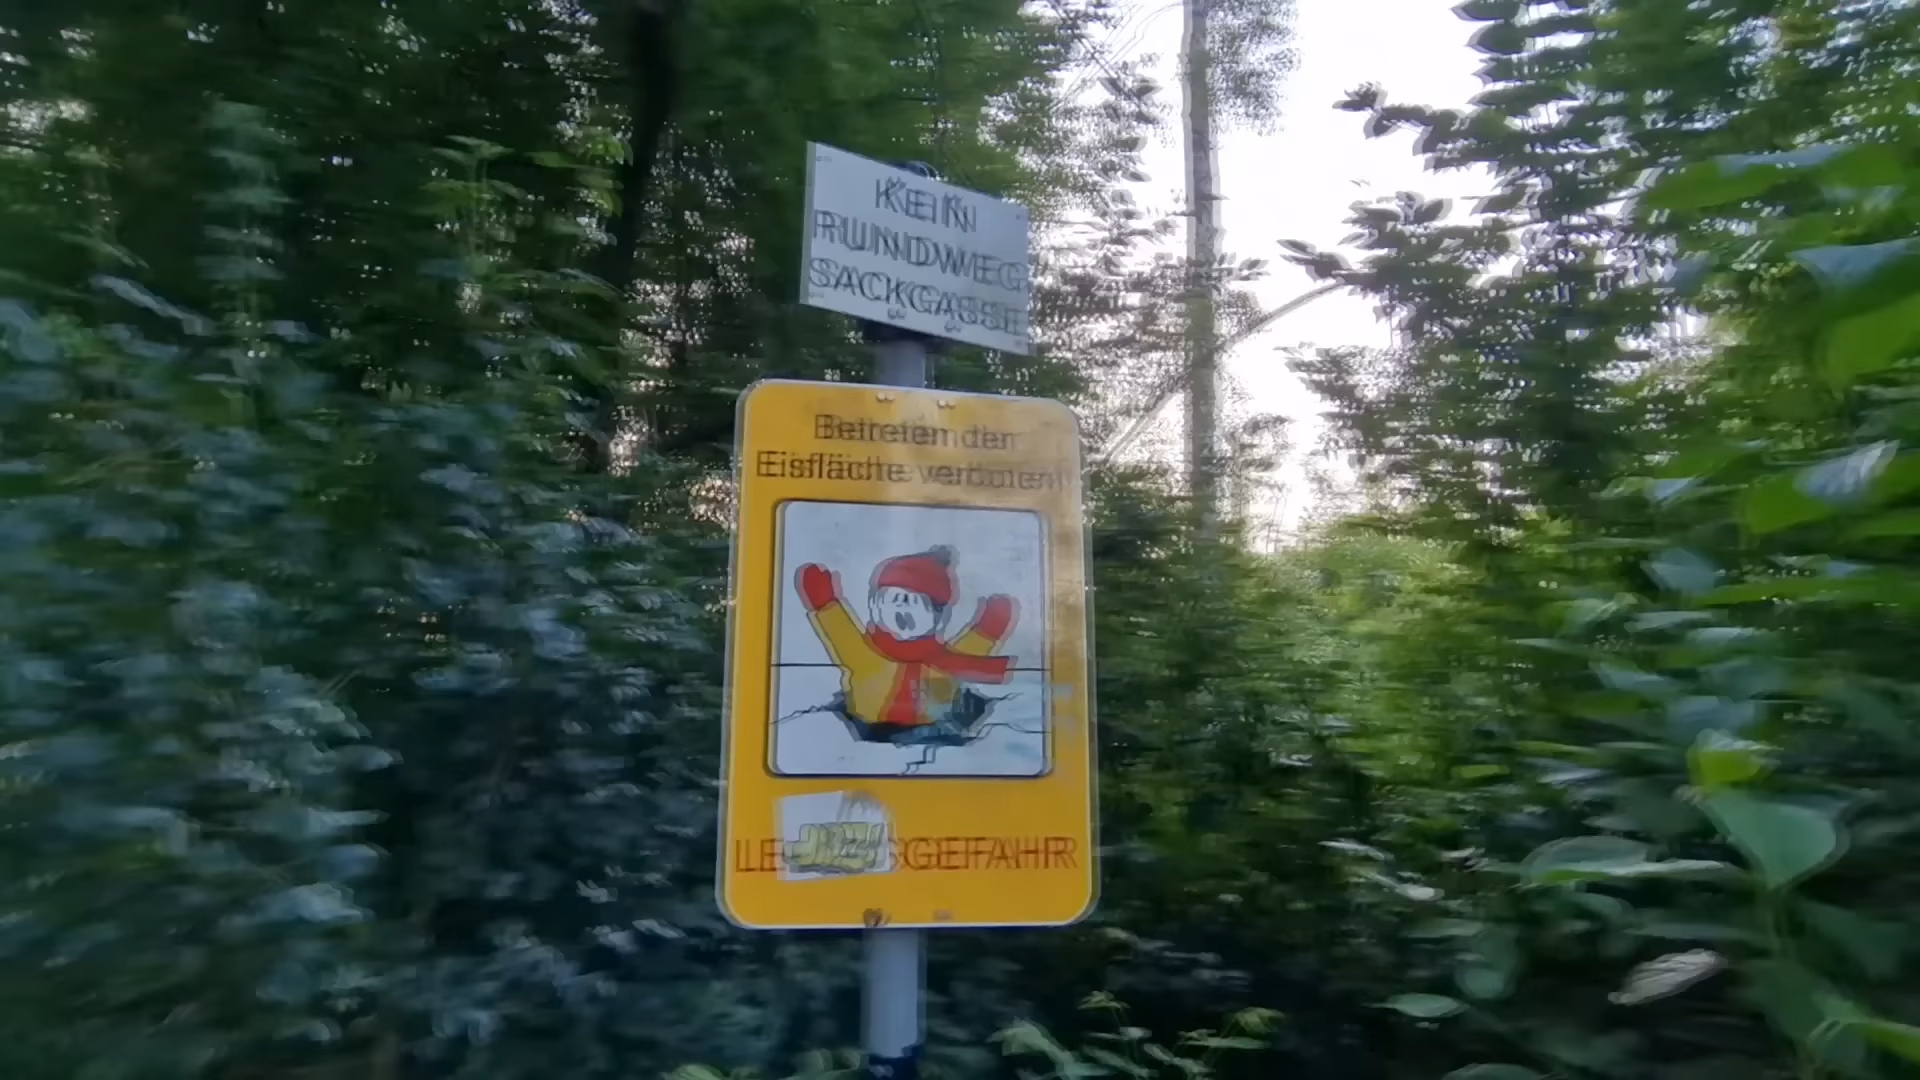 KEIN
RUNDWEG
SACKGASSE
Betreten der
Eisfläche verboten!
LE SGEFAHR